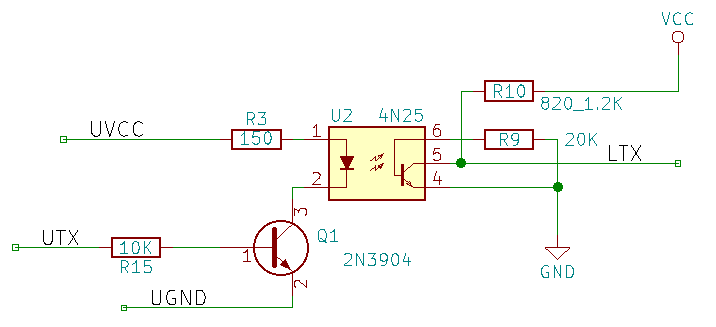 VCC
R10
820_1.2K
R3
U2
4N25
UVCC
150
1
6
R9
20K
5
LTX
2
4
3
UTX
10K
R15
1
Q1
2N3904
2
GND
UGND